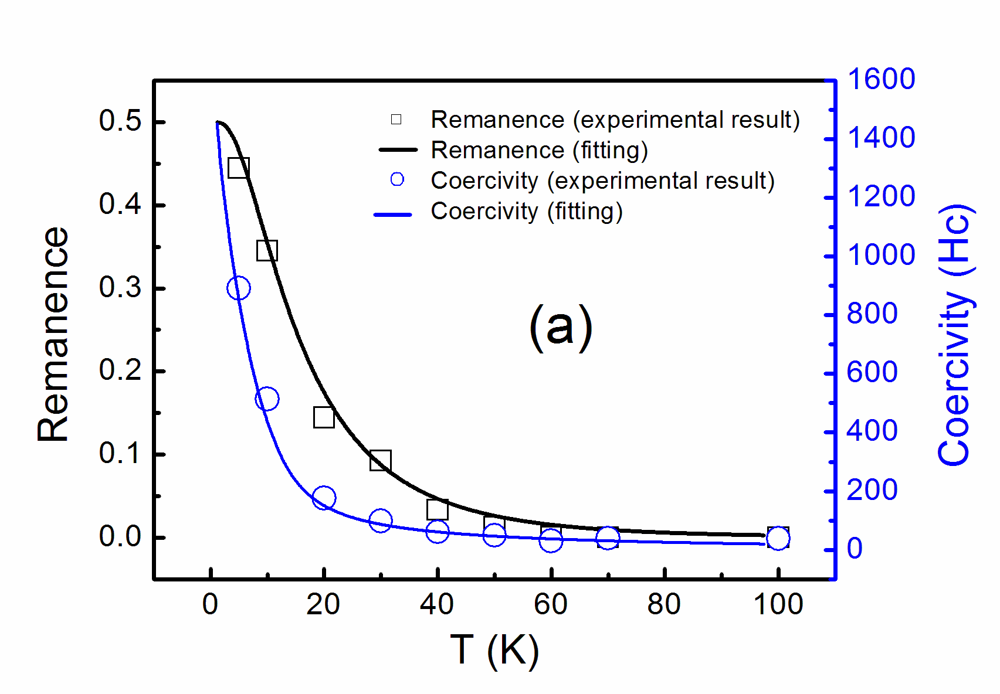 1600
0.5
Remanence (experimental result)
1400
Remanence (fitting)
Coercivity (experimental result)
1200
0.4
Coercivity (fitting)
1000
0.3
800
(a)
0.2
600
400
0.1
200
0.0
0
Remanence
Coercivity (Hc)
0 20 40 60 80 100
T (K)